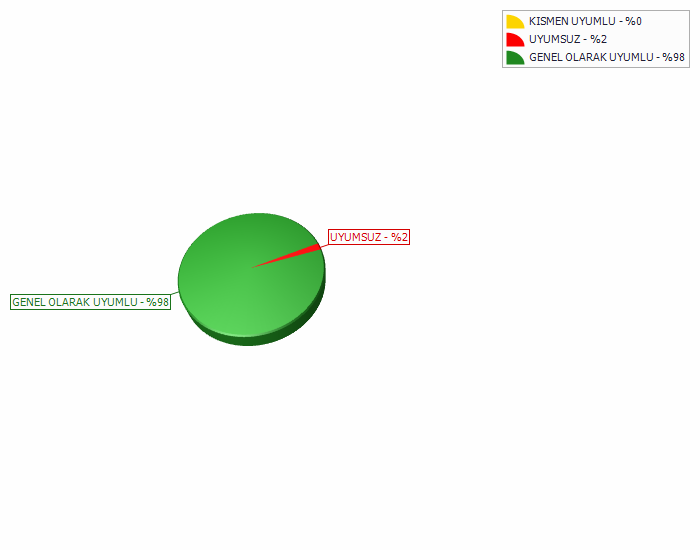 KISMEN UYUMLU - %0
UYUMSUZ - %2
GENEL OLARAK UYUMLU - %98
UYUMSUZ - %2
GENEL OLARAK UYUMLU - %98